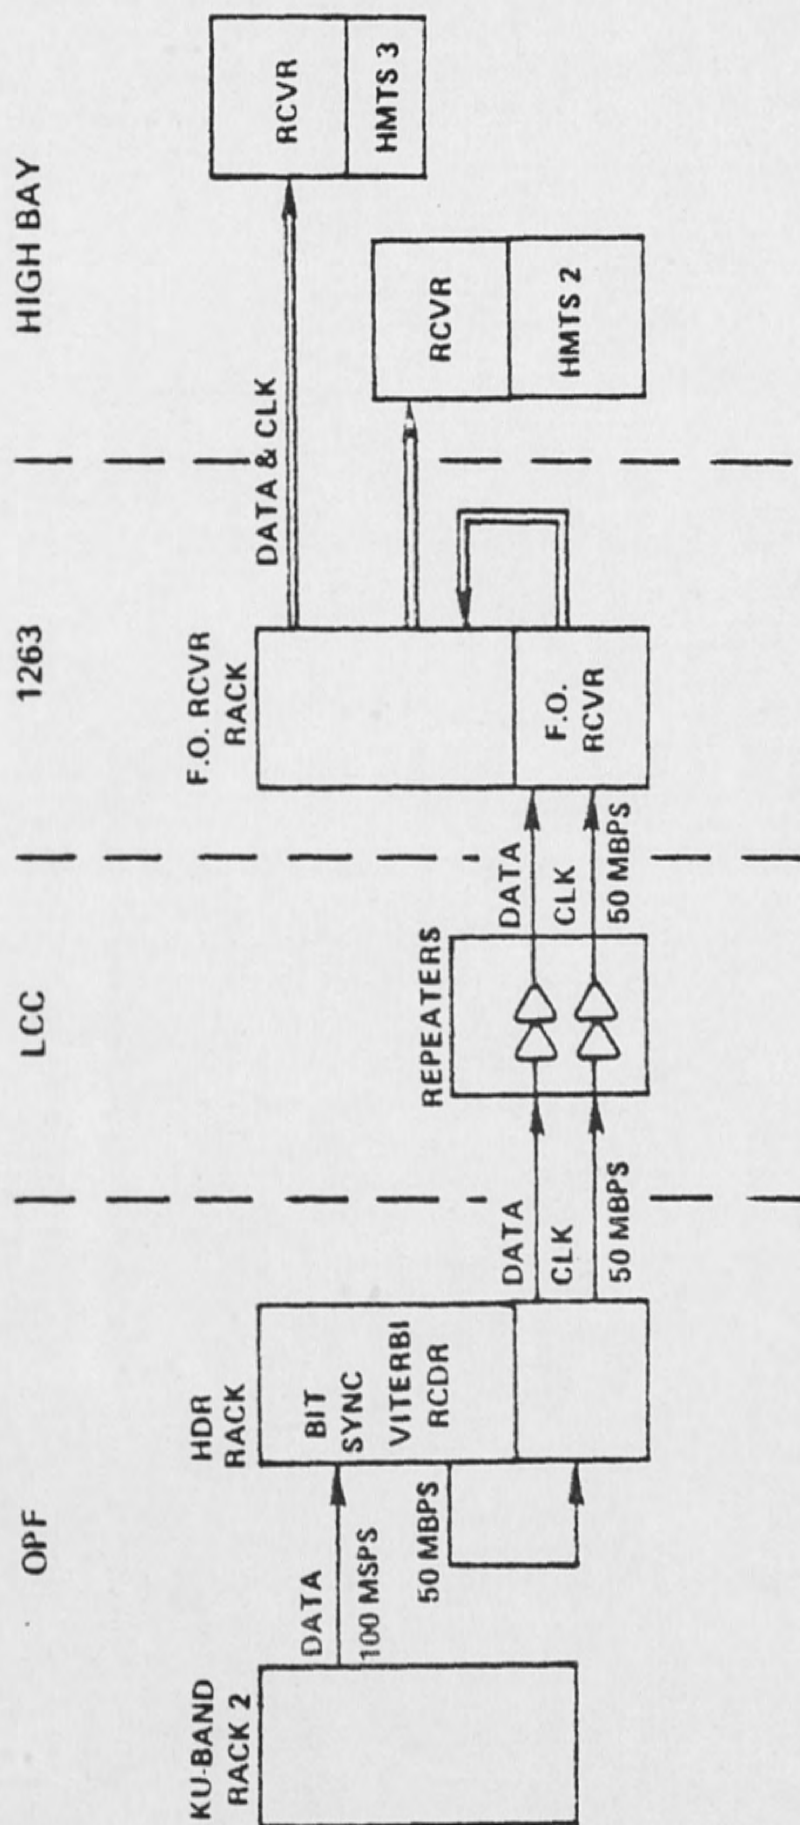 OPF
LCC
1263
HIGH BAY
KU-BAND
RACK 2
DATA
100 MSPS
HDR
RACK
BIT
SYNC
VITERBI
RCDR
50 MBPS
DATA
CLK
50 MBPS
REPEATERS
DATA
CLK
50 MBPS
F.O. RCVR
RACK
F.O.
RCVR
DATA & CLK
RCVR
HMTS 2
RCVR
HMTS 3